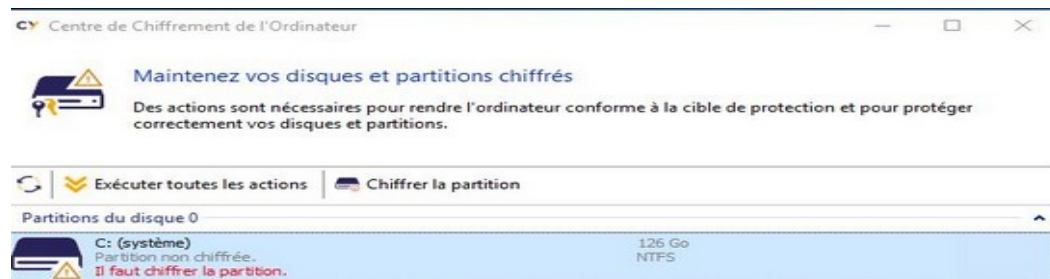 CY Centre de Chiffrement de l'Ordinateur
Maintenez vos disques et partitions chiffrés
Des actions sont nécessaires pour rendre l'ordinateur conforme à la cible de protection et pour protéger
correctement vos disques et partitions.
Exécuter toutes les actions Chiffrer la partition
Partitions du disque 0
C: (système) 126 Go
Partition non chiffrée. NTFS
Il faut chiffrer la partition.